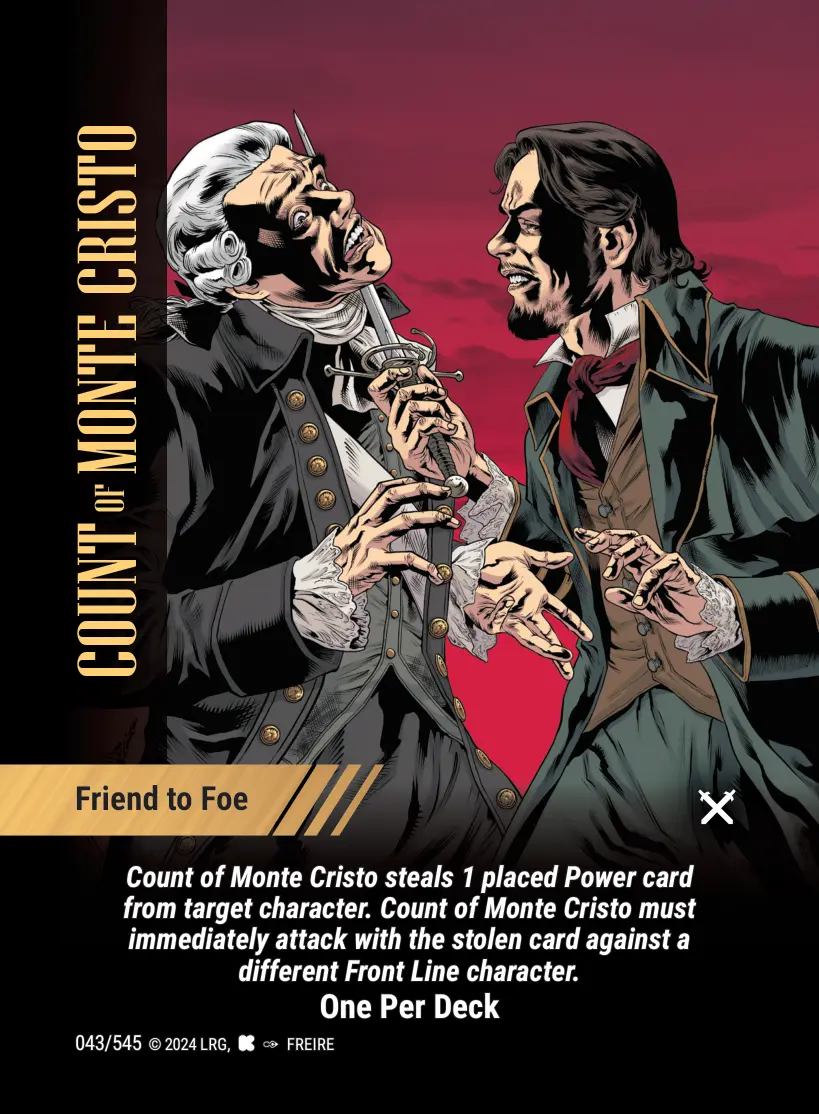 COUNT OF MONTE CRISTO
Friend to Foe
Count of Monte Cristo steals 1 placed Power card
from target character. Count of Monte Cristo must
immediately attack with the stolen card against a
different Front Line character.
One Per Deck
043/545 © 2024 LRG, FREIRE